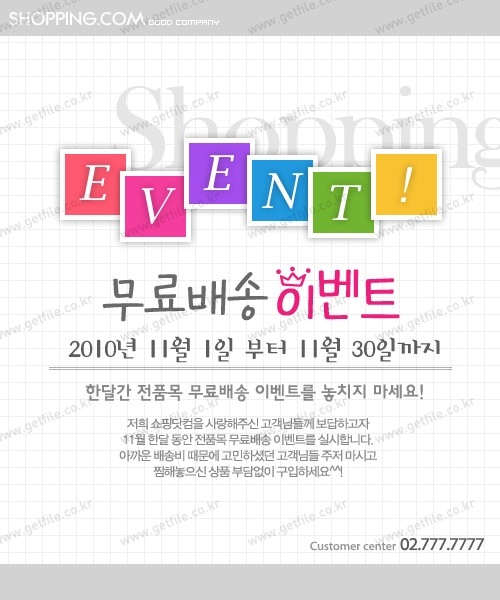 SHOPPING.COM GOOD COMPANY
Shopping
EVENT!
무료배송 이벤트
2010년 11월 1일 부터 11월 30일까지
한달간 전품목 무료배송 이벤트를 놓치지 마세요!
저희 쇼핑닷컴을 사랑해주신 고객님들께 보답하고자
11월 한달 동안 전품목 무료배송 이벤트를 실시합니다.
아까운 배송비 때문에 고민하셨던 고객님들 주저 마시고
찜해놓으신 상품 부담없이 구입하세요^^!
Customer center 02.777.7777
www.getfile.co.kr